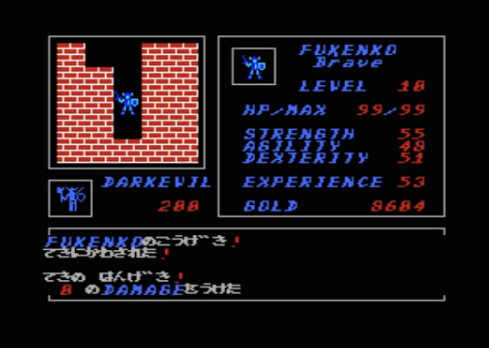 FUKENKO
Brave
LEVEL 18
HP/MAX 99/99
STRENGTH 55
AGILITY 48
DEXTERITY 51
EXPERIENCE 53
GOLD 8684
DARKEVIL
288
FUKENKOのこうげき!
てきにかわされた!
てきの はんげき!
8 のDAMAGEをうけた